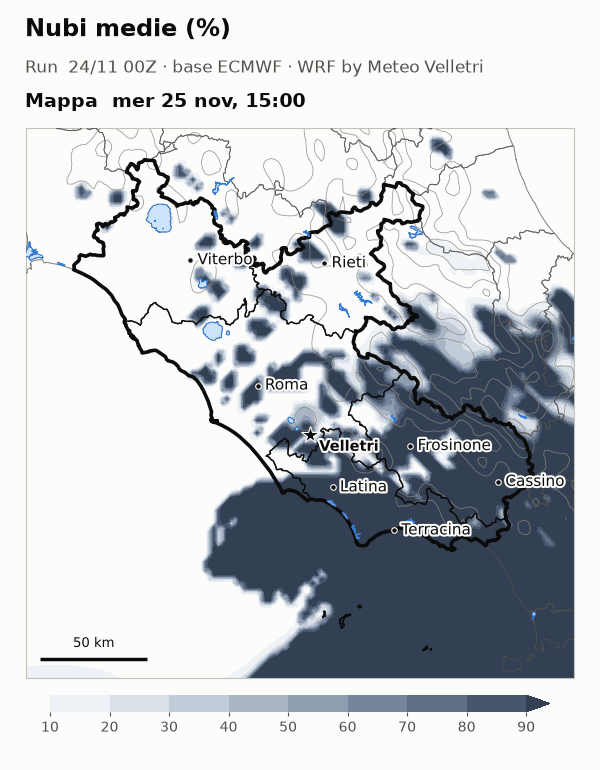 Nubi medie (%)
Run 24/11 00Z · base ECMWF · WRF by Meteo Velletri
Mappa mer 25 nov, 15:00
Viterbo
Rieti
Roma
Velletri
Frosinone
Latina
Cassino
Terracina
50 km
10 20 30 40 50 60 70 80 90